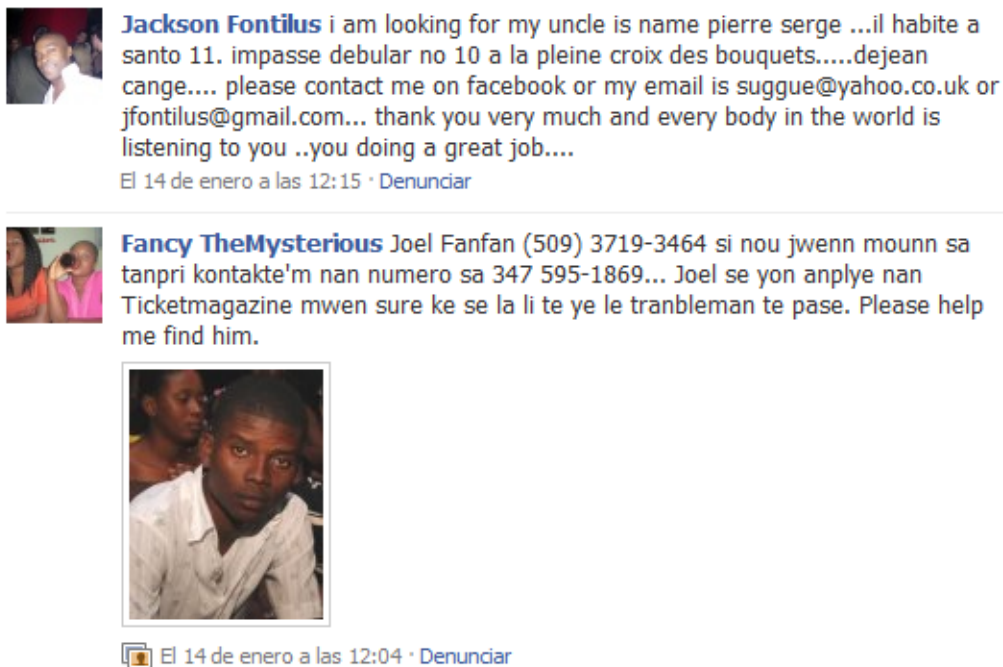 Jackson Fontilus i am looking for my uncle is name pierre serge ...il habite a
santo 11. impasse debular no 10 a la pleine croix des bouquets.....dejean
cange.... please contact me on facebook or my email is suggue@yahoo.co.uk or
jfontilus@gmail.com... thank you very much and every body in the world is
listening to you ..you doing a great job....
El 14 de enero a las 12:15 · Denunciar
Fancy TheMysterious Joel Fanfan (509) 3719-3464 si nou jwenn mounn sa
tanpri kontakte'm nan numero sa 347 595-1869... Joel se yon anplye nan
Ticketmagazine mwen sure ke se la li te ye le tranbleman te pase. Please help
me find him.
El 14 de enero a las 12:04 · Denunciar